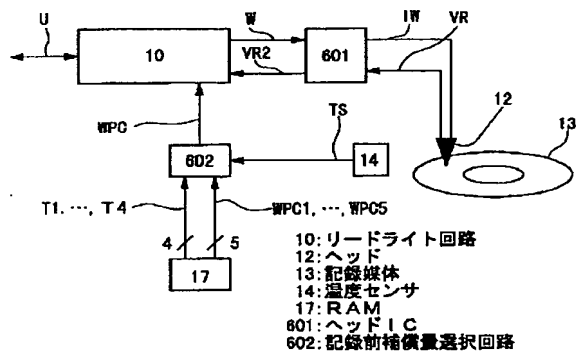 U
W
IW
VR
10
VR2
601
12
13
WPC
TS
602
14
T1, …, T4
WPC1, …, WPC5
4
5
17
10:リードライト回路
12:ヘッド
13:記録媒体
14:温度センサ
17:RAM
601:ヘッドIC
602:記録前補償量選択回路